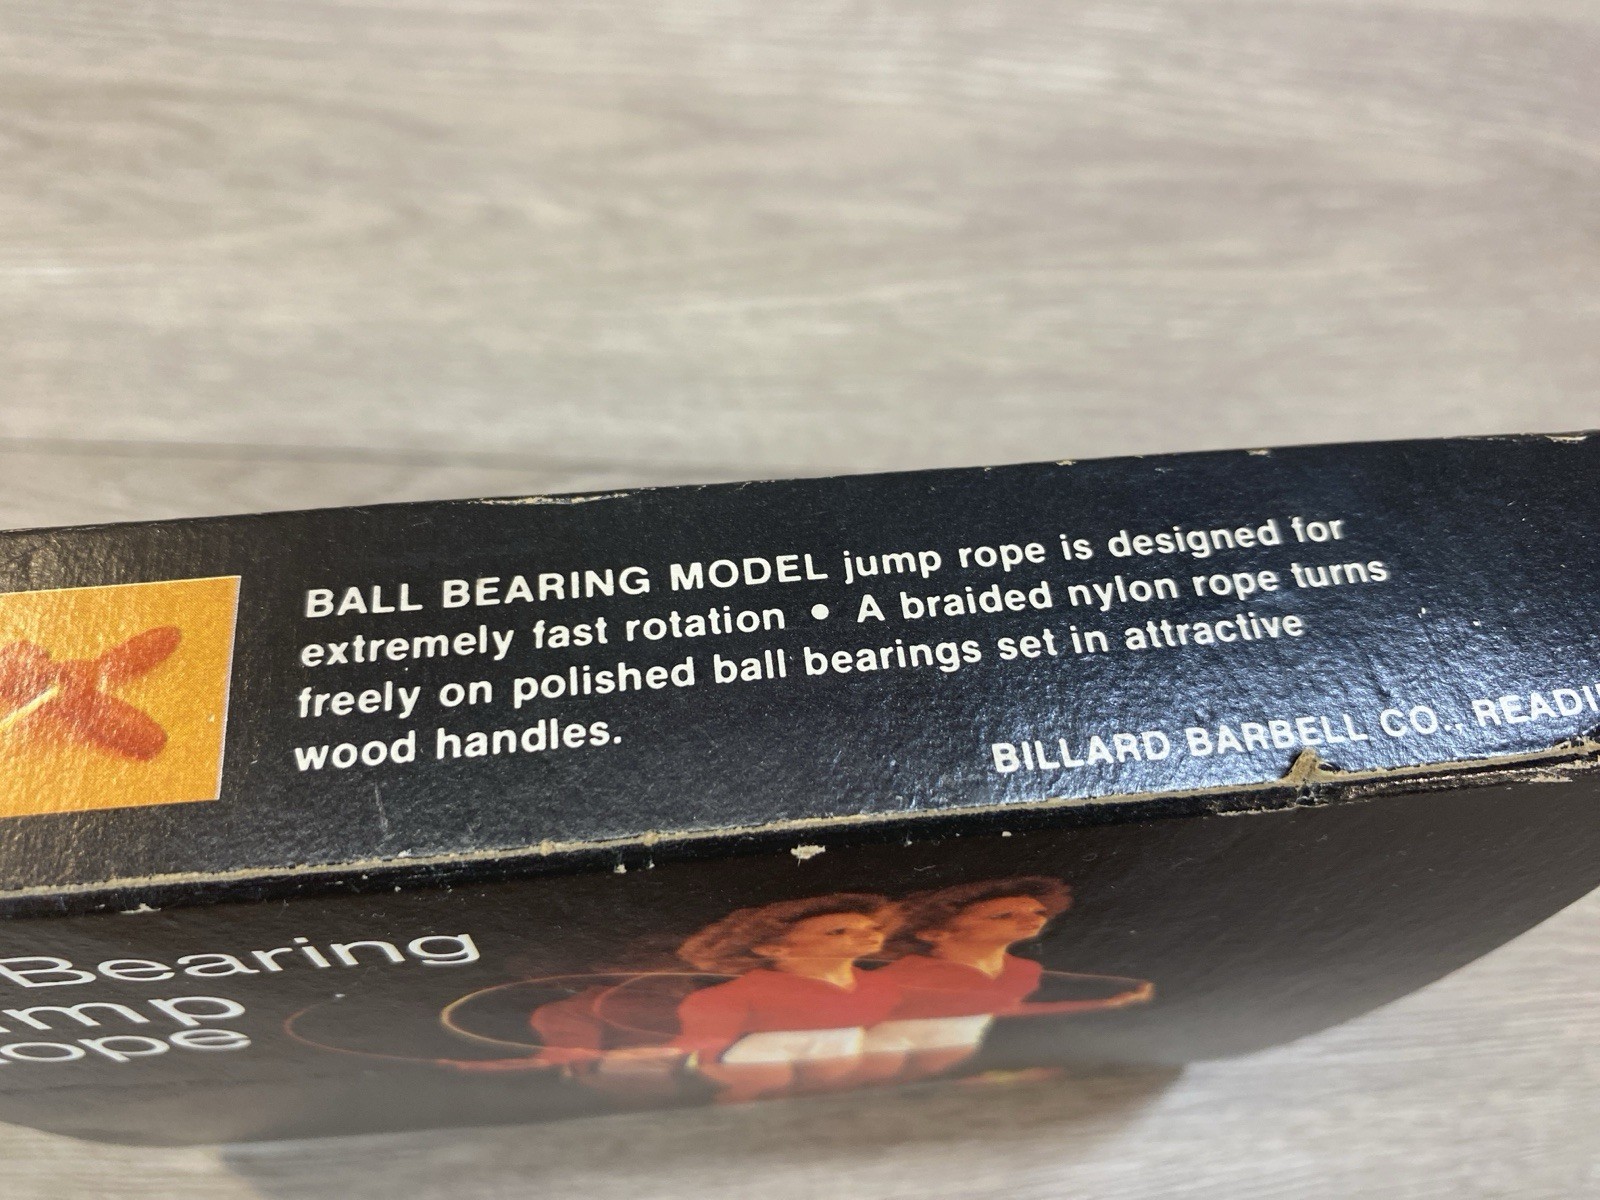 BALL BEARING MODEL jump rope is designed for
extremely fast rotation • A braided nylon rope turns
freely on polished ball bearings set in attractive
wood handles.
BILLARD BARBELL CO.,
Bearing